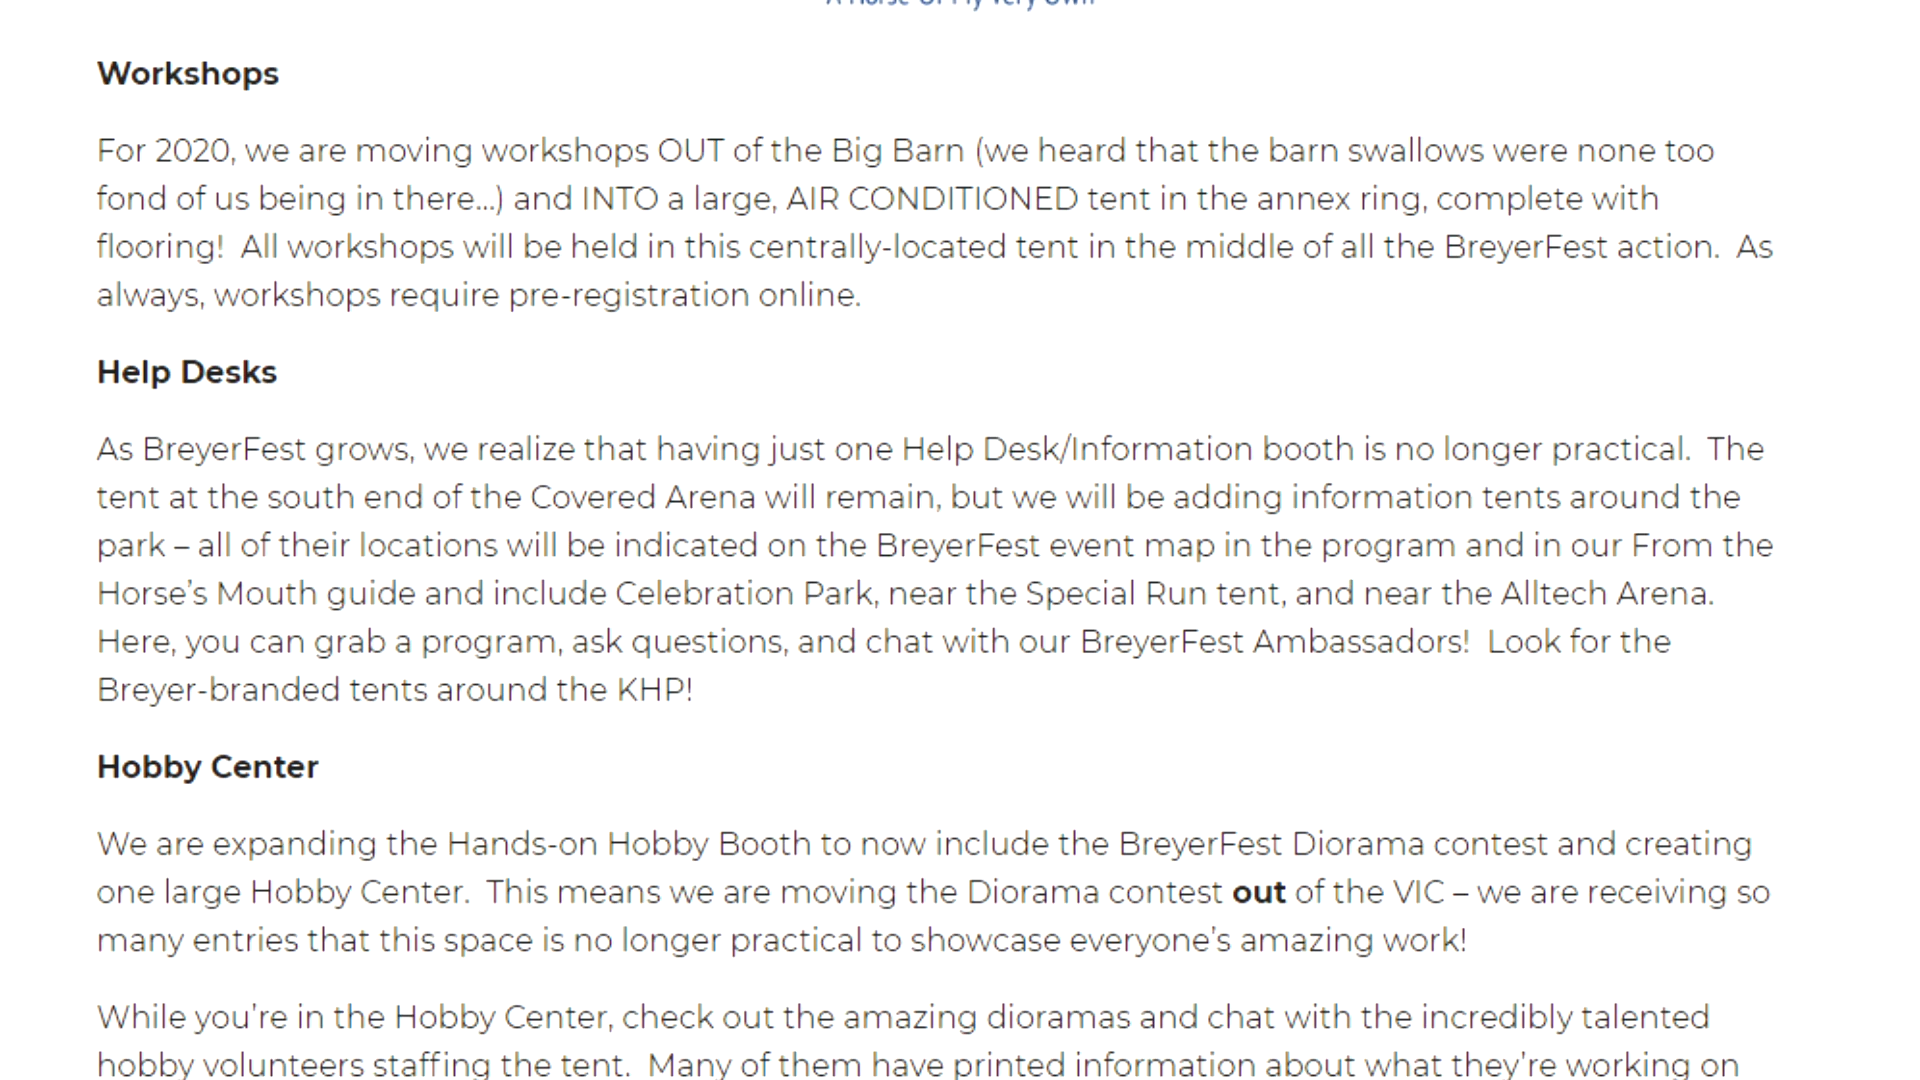 A Horse Of My Very Own
Workshops
For 2020, we are moving workshops OUT of the Big Barn (we heard that the barn swallows were none too
fond of us being in there...) and INTO a large, AIR CONDITIONED tent in the annex ring, complete with
flooring!  All workshops will be held in this centrally-located tent in the middle of all the BreyerFest action.  As
always, workshops require pre-registration online.
Help Desks
As BreyerFest grows, we realize that having just one Help Desk/Information booth is no longer practical.  The
tent at the south end of the Covered Arena will remain, but we will be adding information tents around the
park – all of their locations will be indicated on the BreyerFest event map in the program and in our From the
Horse’s Mouth guide and include Celebration Park, near the Special Run tent, and near the Alltech Arena.
Here, you can grab a program, ask questions, and chat with our BreyerFest Ambassadors!  Look for the
Breyer-branded tents around the KHP!
Hobby Center
We are expanding the Hands-on Hobby Booth to now include the BreyerFest Diorama contest and creating
one large Hobby Center.  This means we are moving the Diorama contest out of the VIC – we are receiving so
many entries that this space is no longer practical to showcase everyone’s amazing work!
While you’re in the Hobby Center, check out the amazing dioramas and chat with the incredibly talented
hobby volunteers staffing the tent.  Many of them have printed information about what they’re working on